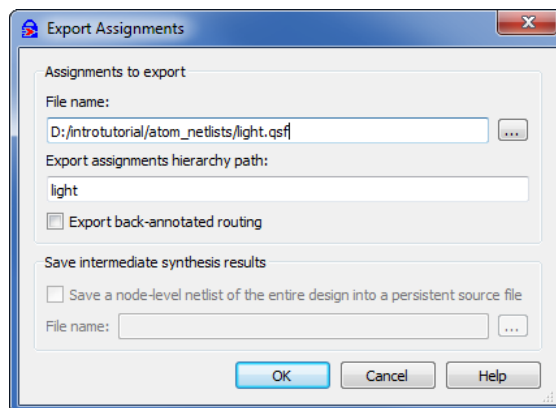 Export Assignments
Assignments to export
File name:
D:/introtutorial/atom_netlists/light.qsf
...
Export assignments hierarchy path:
light
Export back-annotated routing
Save intermediate synthesis results
Save a node-level netlist of the entire design into a persistent source file
File name:
...
OK
Cancel
Help